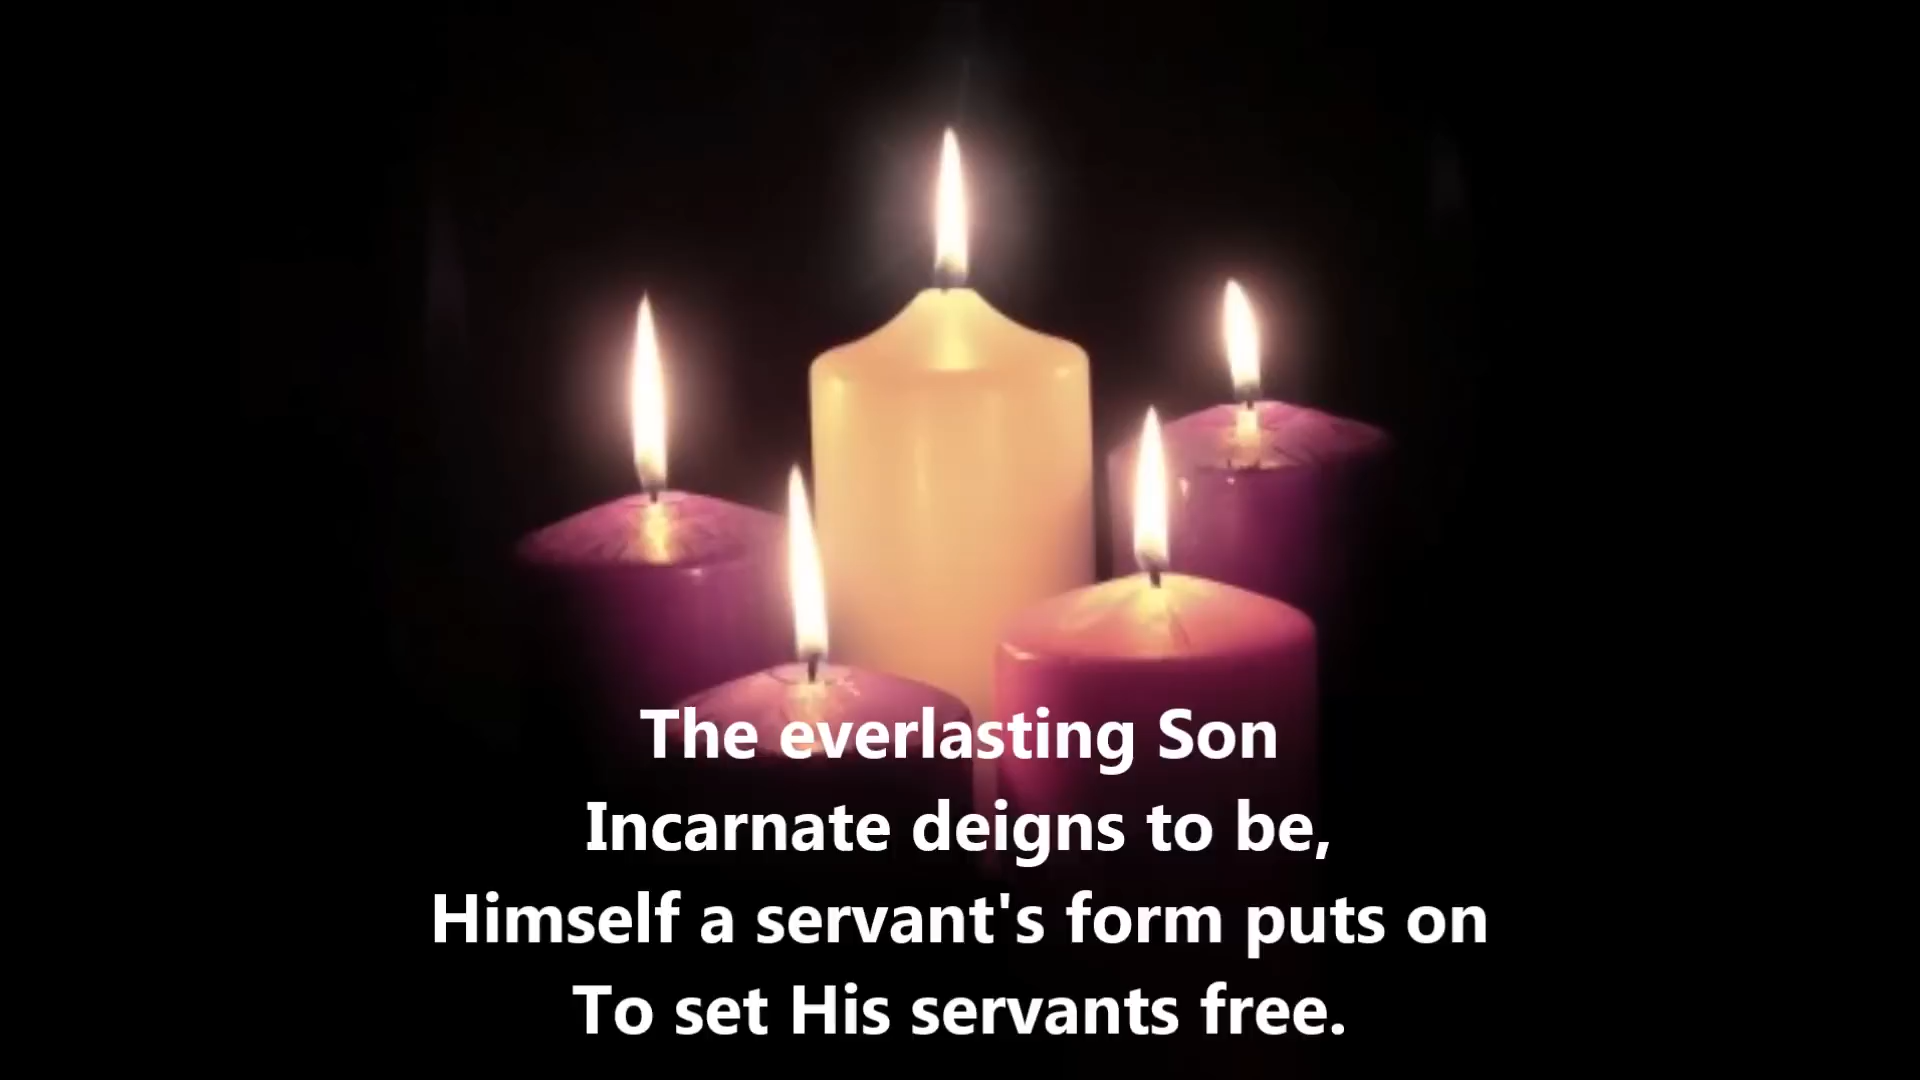 The everlasting Son
Incarnate deigns to be,
Himself a servant's form puts on
To set His servants free.